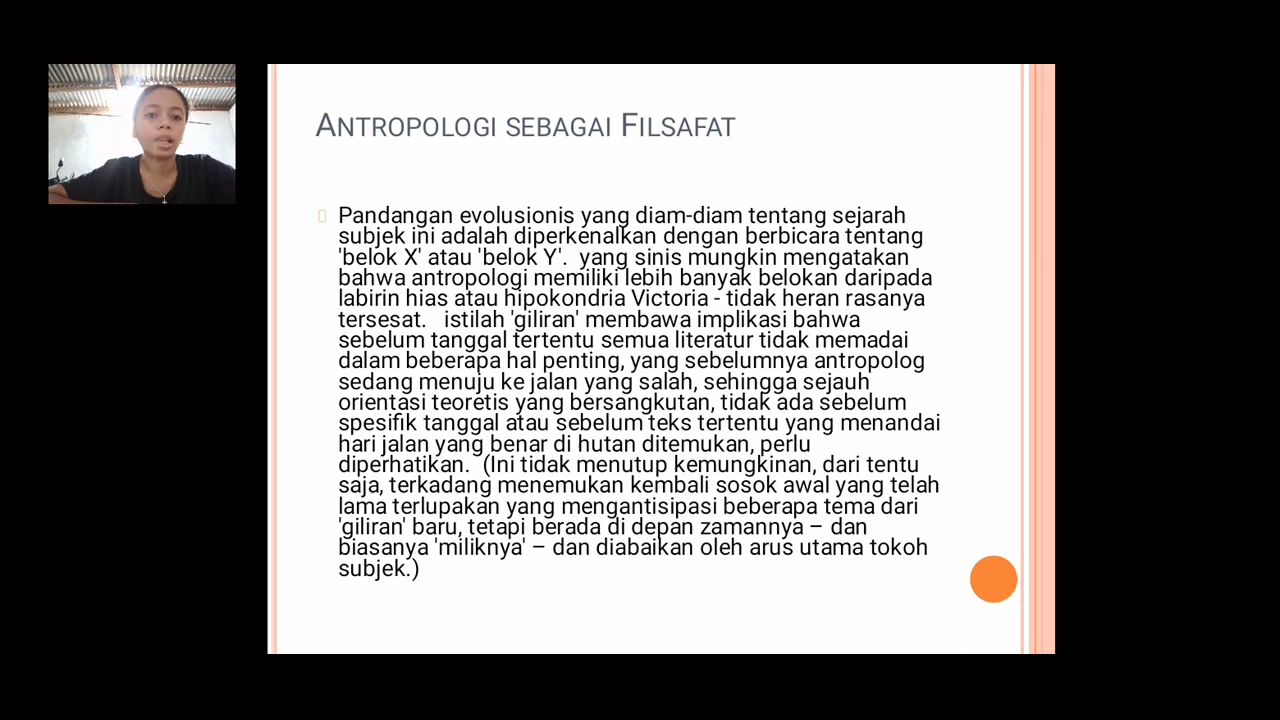 ANTROPOLOGI SEBAGAI FILSAFAT
Pandangan evolusionis yang diam-diam tentang sejarah
subjek ini adalah diperkenalkan dengan berbicara tentang
'belok X' atau 'belok Y'.  yang sinis mungkin mengatakan
bahwa antropologi memiliki lebih banyak belokan daripada
labirin hias atau hipokondria Victoria - tidak heran rasanya
tersesat.   istilah 'giliran' membawa implikasi bahwa
sebelum tanggal tertentu semua literatur tidak memadai
dalam beberapa hal penting, yang sebelumnya antropolog
sedang menuju ke jalan yang salah, sehingga sejauh
orientasi teoretis yang bersangkutan, tidak ada sebelum
spesifik tanggal atau sebelum teks tertentu yang menandai
hari jalan yang benar di hutan ditemukan, perlu
diperhatikan.  (Ini tidak menutup kemungkinan, dari tentu
saja, terkadang menemukan kembali sosok awal yang telah
lama terlupakan yang mengantisipasi beberapa tema dari
'giliran' baru, tetapi berada di depan zamannya – dan
biasanya 'miliknya' – dan diabaikan oleh arus utama tokoh
subjek.)